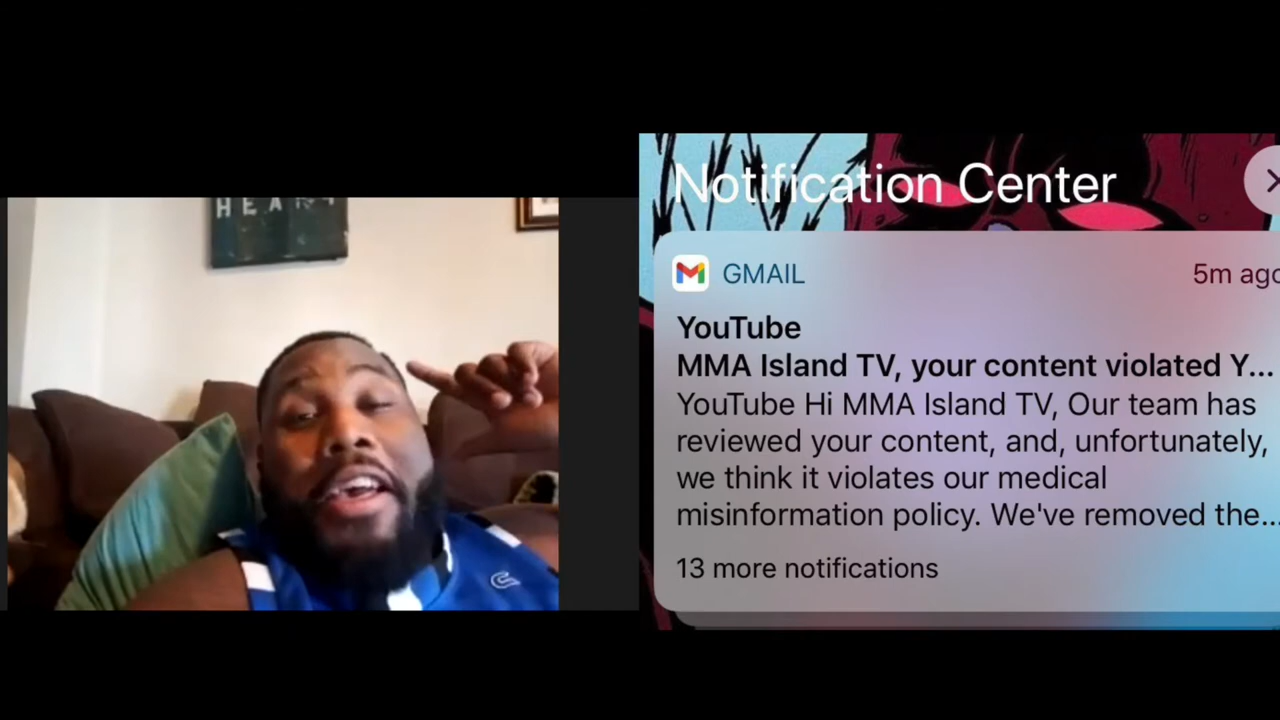 HEART
Notification Center
GMAIL
5m ago
YouTube
MMA Island TV, your content violated Y...
YouTube Hi MMA Island TV, Our team has
reviewed your content, and, unfortunately,
we think it violates our medical
misinformation policy. We've removed the...
13 more notifications